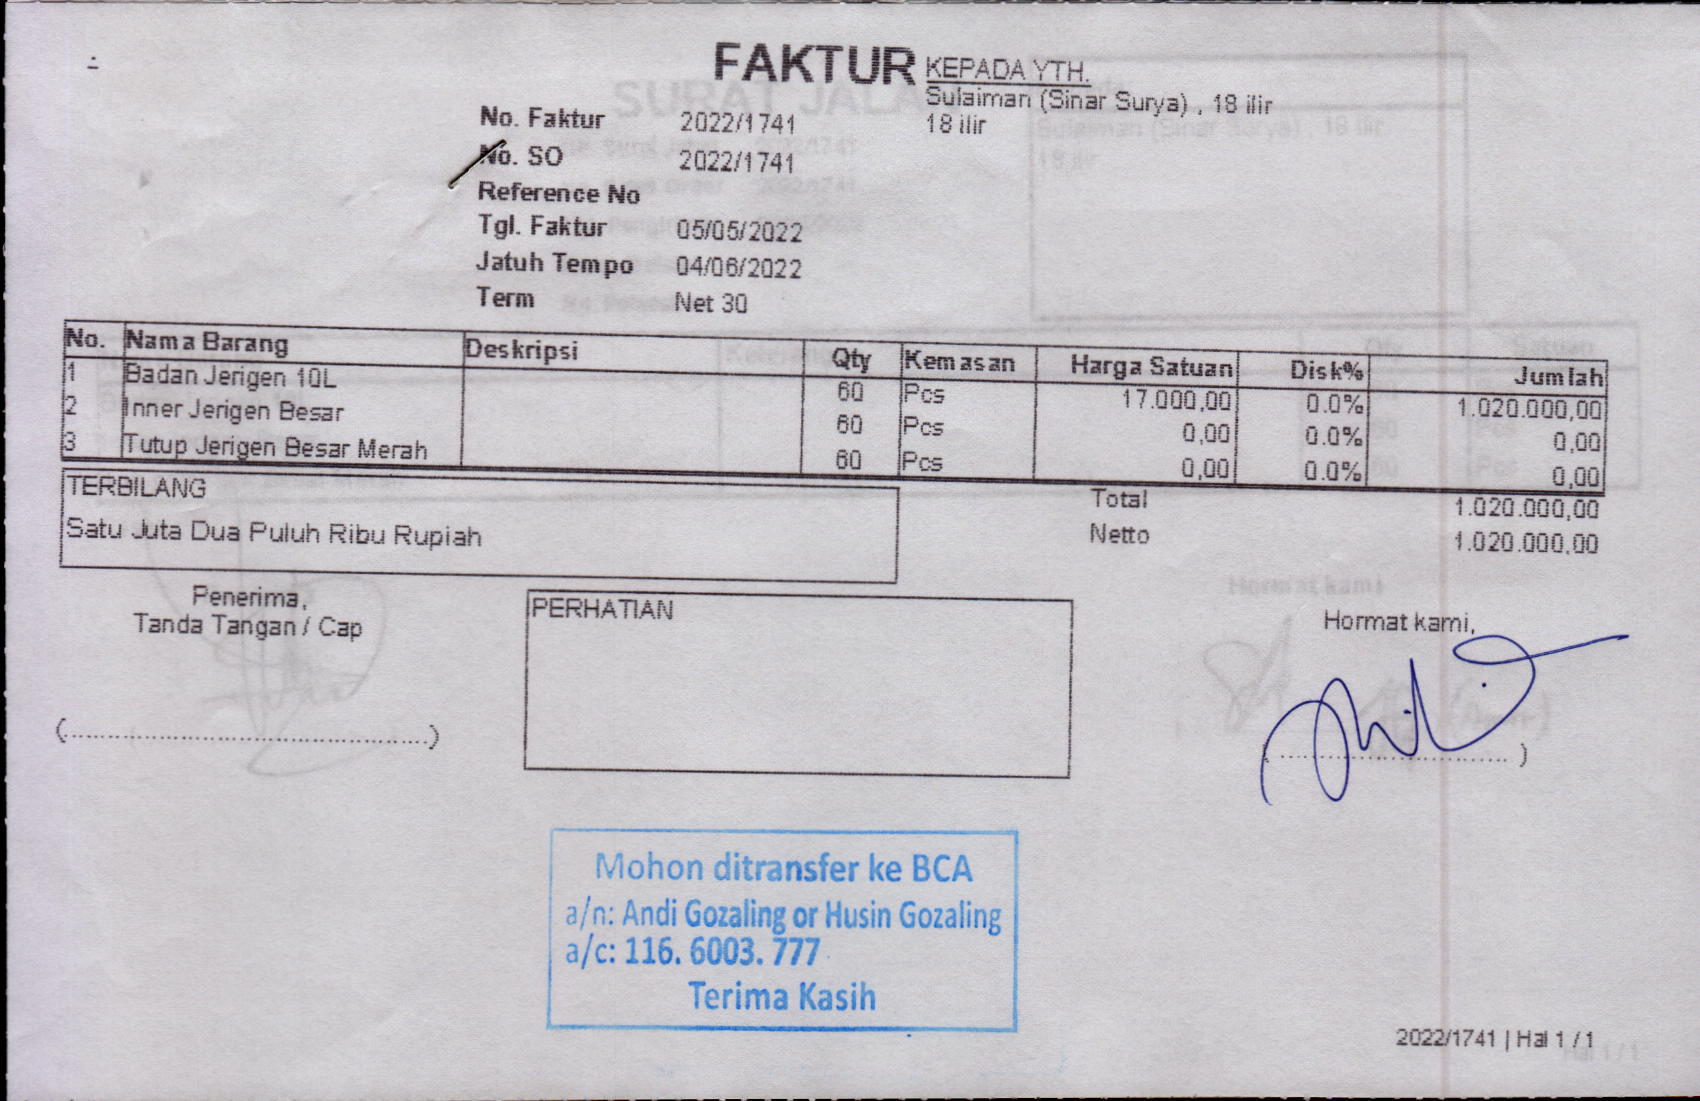 FAKTUR
KEPADA YTH.
Sulaiman (Sinar Surya) , 18 ilir
18 ilir
No. Faktur 2022/1741
No. SO 2022/1741
Reference No
Tgl. Faktur 05/05/2022
Jatuh Tempo 04/06/2022
Term Net 30
No. Nama Barang Deskripsi Qty Kemasan Harga Satuan Disk% Jumlah
1 Badan Jerigen 10L 60 Pcs 17.000,00 0.0% 1.020.000,00
2 Inner Jerigen Besar 60 Pcs 0,00 0.0% 0,00
3 Tutup Jerigen Besar Merah 60 Pcs 0,00 0.0% 0,00
TERBILANG
Satu Juta Dua Puluh Ribu Rupiah
Total 1.020.000,00
Netto 1.020.000,00
Penerima,
Tanda Tangan / Cap
PERHATIAN
Hormat kami,
Mohon ditransfer ke BCA
a/n: Andi Gozaling or Husin Gozaling
a/c: 116. 6003. 777
Terima Kasih
2022/1741 | Hal 1 / 1